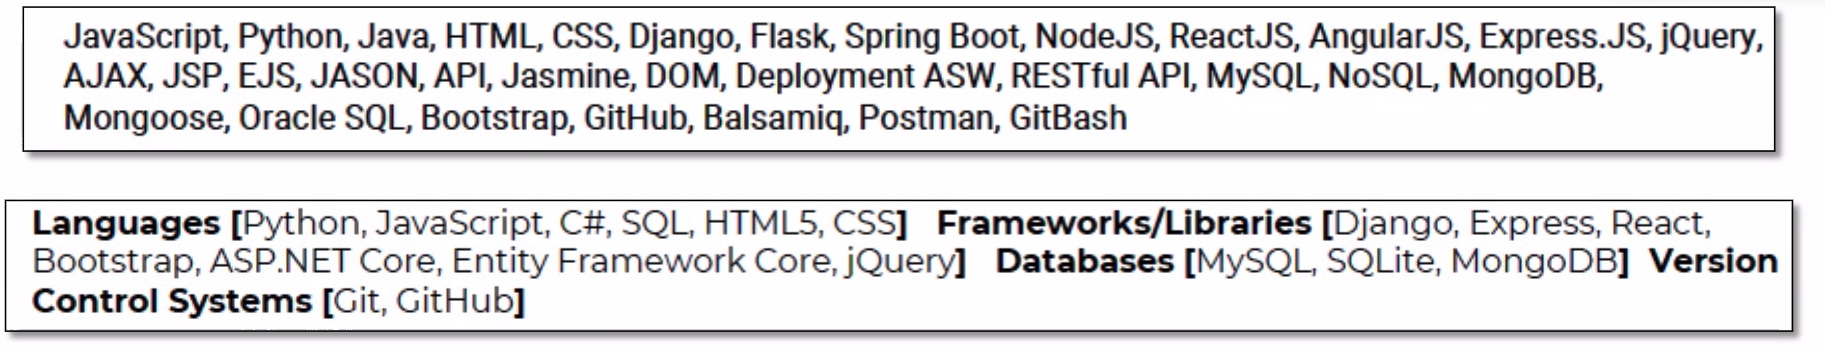 JavaScript, Python, Java, HTML, CSS, Django, Flask, Spring Boot, NodeJS, ReactJS, AngularJS, Express.JS, jQuery,
AJAX, JSP, EJS, JASON, API, Jasmine, DOM, Deployment ASW, RESTful API, MySQL, NoSQL, MongoDB,
Mongoose, Oracle SQL, Bootstrap, GitHub, Balsamiq, Postman, GitBash
Languages [Python, JavaScript, C#, SQL, HTML5, CSS] Frameworks/Libraries [Django, Express, React,
Bootstrap, ASP.NET Core, Entity Framework Core, jQuery] Databases [MySQL, SQLite, MongoDB] Version
Control Systems [Git, GitHub]